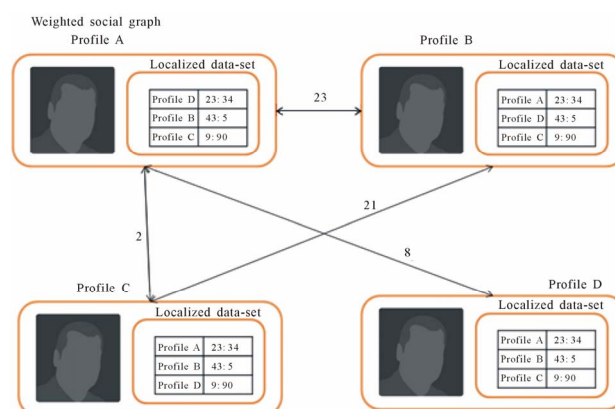 Weighted social graph
Profile A
Profile B
Localized data-set
Profile D 23:34
Profile B 43:5
Profile C 9:90
23
Localized data-set
Profile A 23:34
Profile D 43:5
Profile C 9:90
21
2
8
Profile C
Localized data-set
Profile A 23:34
Profile B 43:5
Profile D 9:90
Profile D
Localized data-set
Profile A 23:34
Profile B 43:5
Profile C 9:90